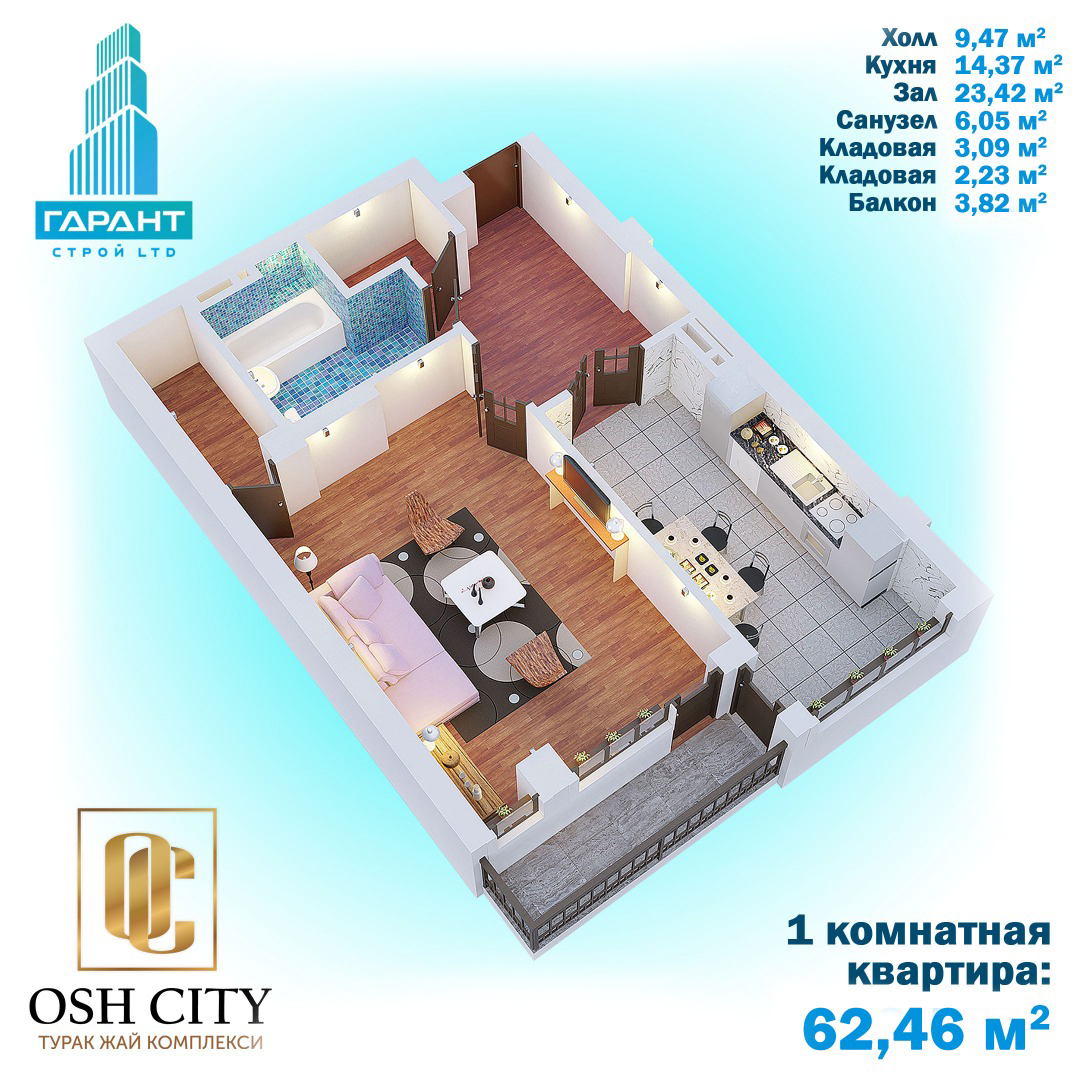 ГАРАНТ
СТРОЙ LTD
Холл 9,47 м²
Кухня 14,37 м²
Зал 23,42 м²
Санузел 6,05 м²
Кладовая 3,09 м²
Кладовая 2,23 м²
Балкон 3,82 м²
OC
OSH CITY
ТУРАК ЖАЙ КОМПЛЕКСИ
1 комнатная
квартира:
62,46 м²